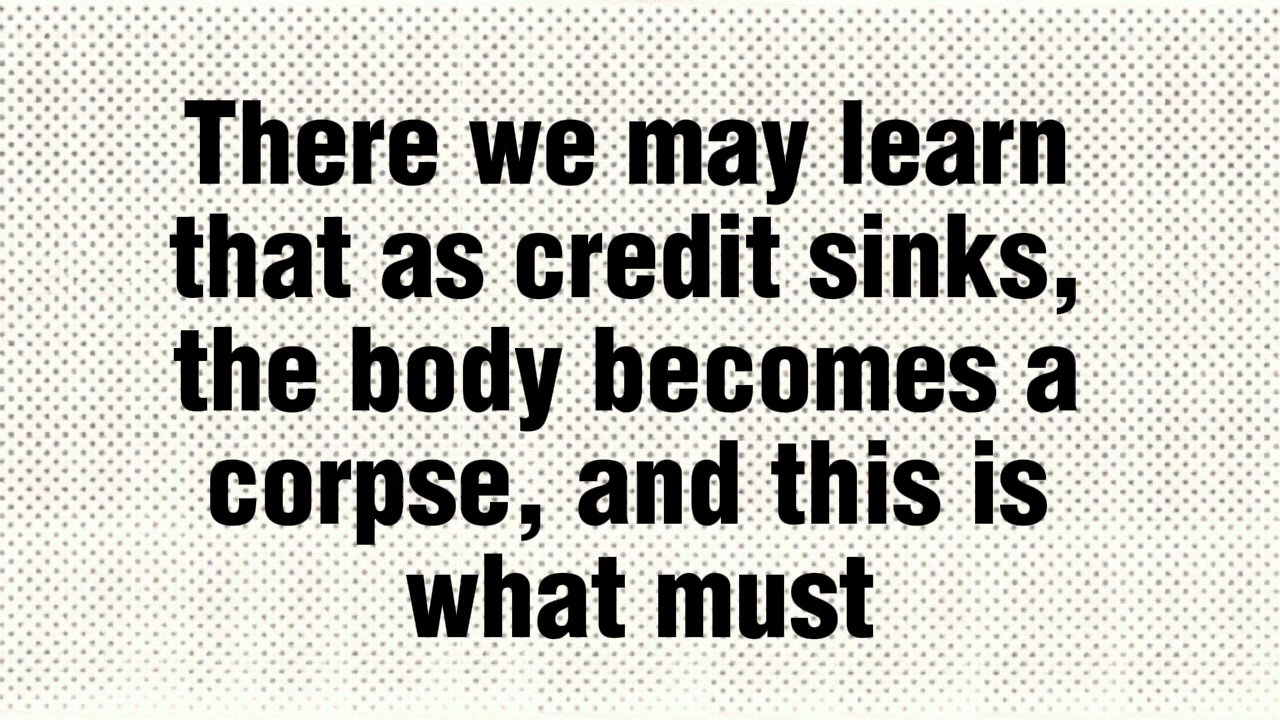 There we may learn
that as credit sinks,
the body becomes a
corpse, and this is
what must